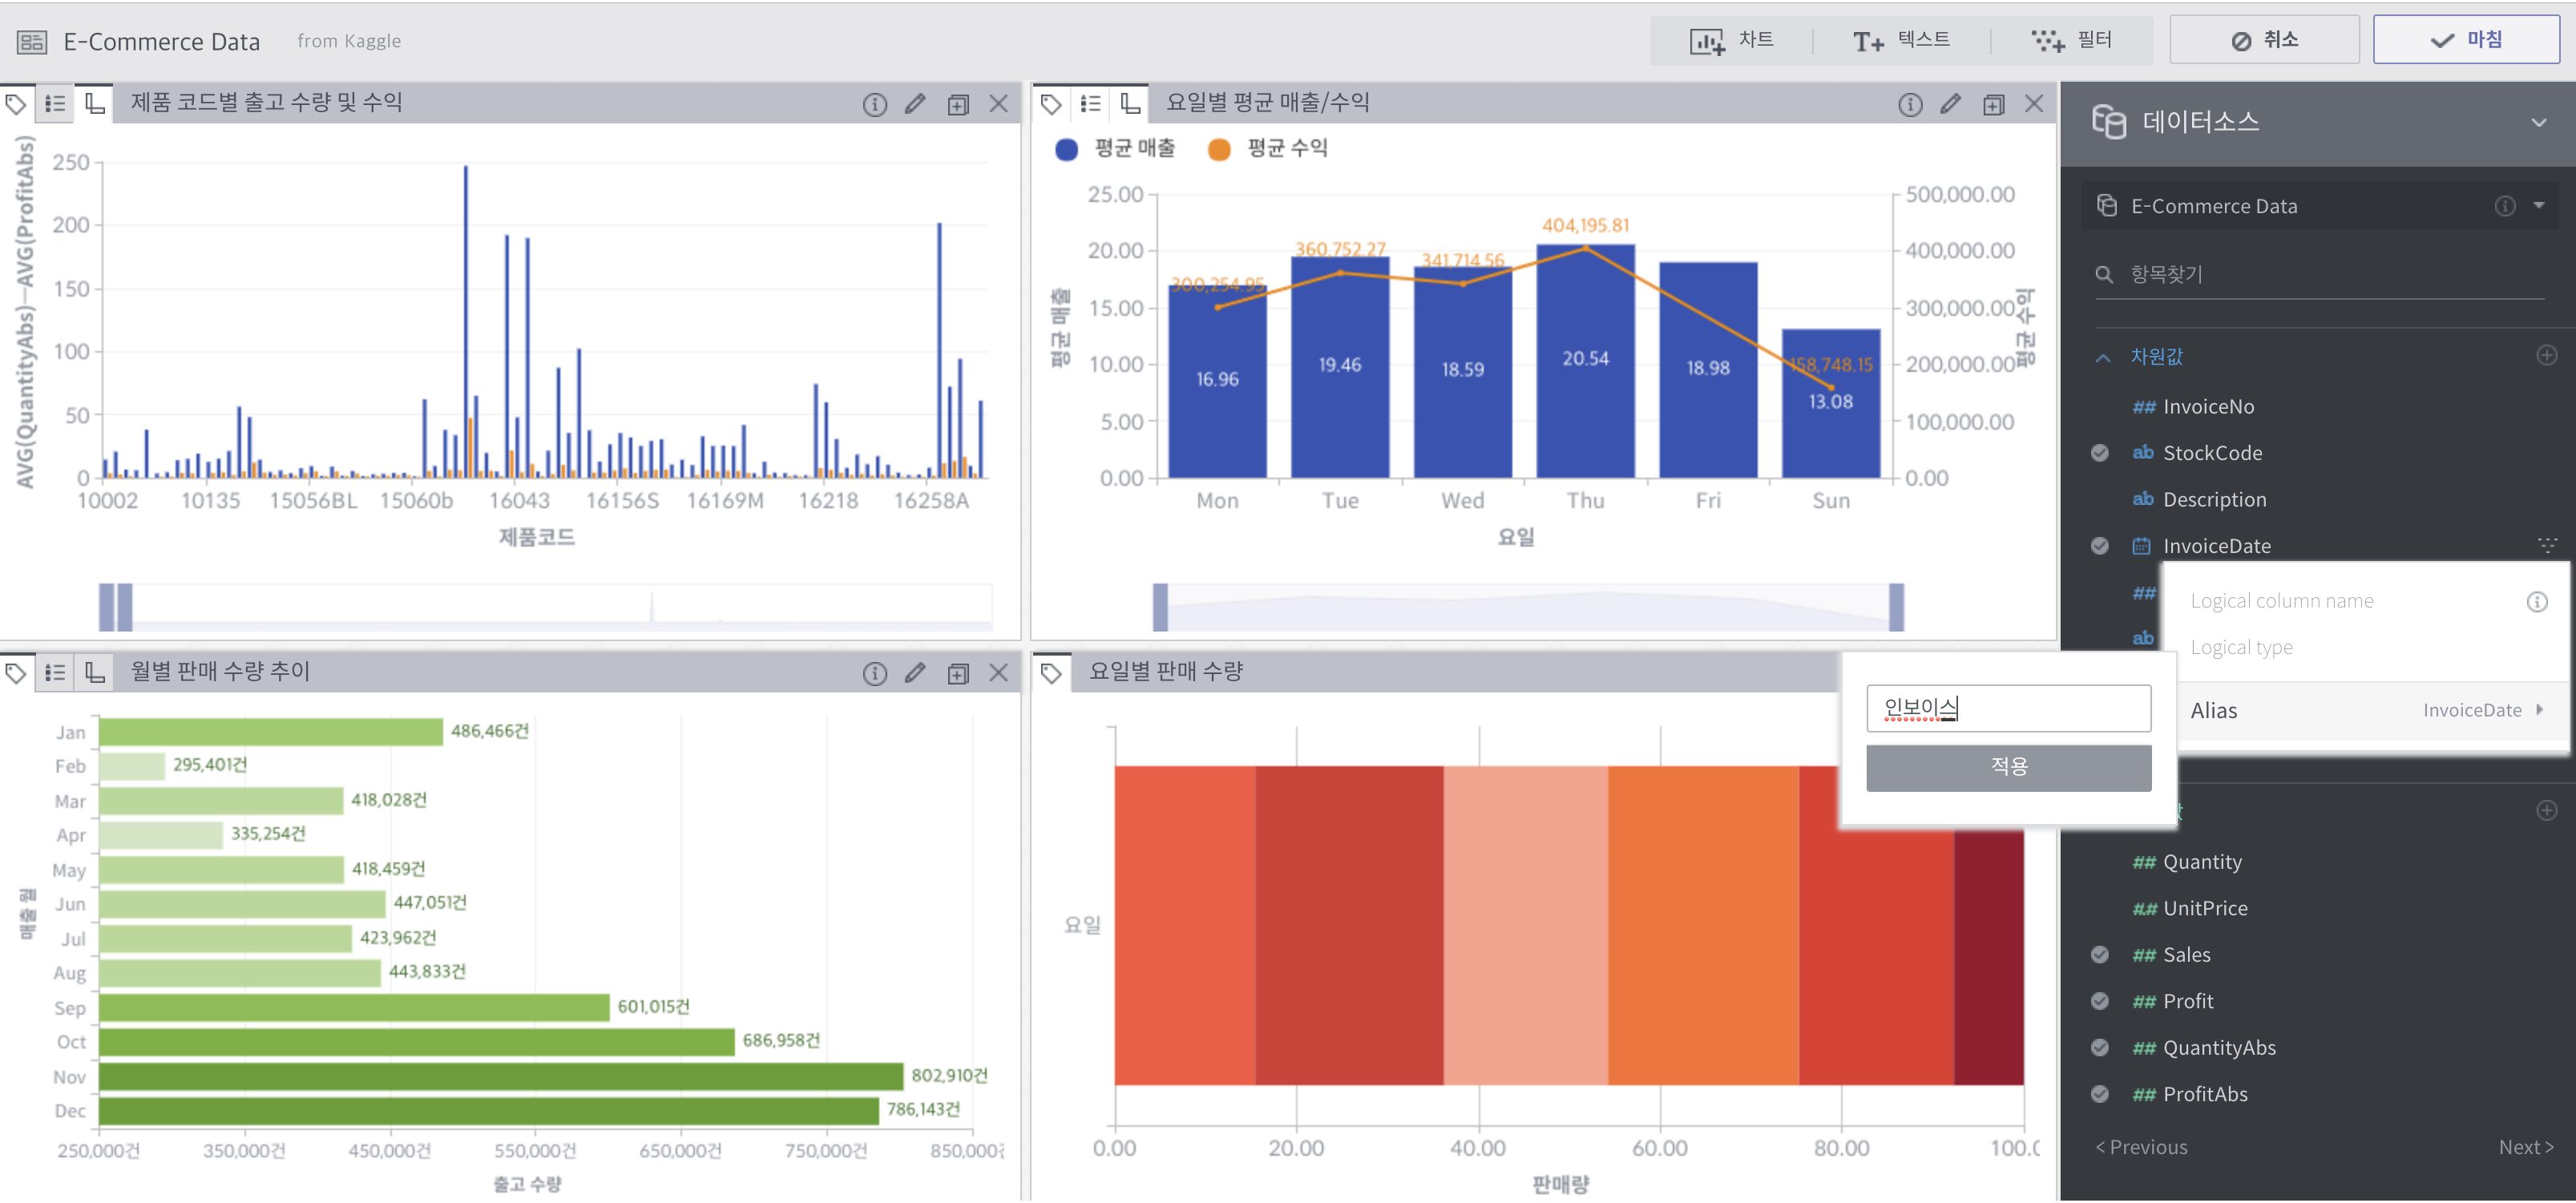 E-Commerce Data from Kaggle
차트 텍스트 필터 취소 마침
제품 코드별 출고 수량 및 수익
AVG(QuantityAbs)—AVG(ProfitAbs)
250
200
150
100
50
0
10002 10135 15056BL 15060b 16043 16156S 16169M 16218 16258A
제품코드
요일별 평균 매출/수익
평균 매출 평균 수익
평균 매출
25.00
20.00
15.00
10.00
5.00
0.00
300,254.95 360,752.27 341,714.56 404,195.81 158,748.15
16.96 19.46 18.59 20.54 18.98 13.08
500,000.00
400,000.00
300,000.00
200,000.00
100,000.00
0.00
평균 수익
Mon Tue Wed Thu Fri Sun
요일
월별 판매 수량 추이
매출 월
Jan 486,466건
Feb 295,401건
Mar 418,028건
Apr 335,254건
May 418,459건
Jun 447,051건
Jul 423,962건
Aug 443,833건
Sep 601,015건
Oct 686,958건
Nov 802,910건
Dec 786,143건
250,000건 350,000건 450,000건 550,000건 650,000건 750,000건 850,000
출고 수량
요일별 판매 수량
요일
0.00 20.00 40.00 60.00 80.00 100.
판매량
인보이스
적용
데이터소스
E-Commerce Data
항목찾기
차원값
## InvoiceNo
ab StockCode
ab Description
InvoiceDate
##
ab
Logical column name
Logical type
Alias InvoiceDate
값
## Quantity
#.# UnitPrice
## Sales
## Profit
## QuantityAbs
## ProfitAbs
< Previous Next >